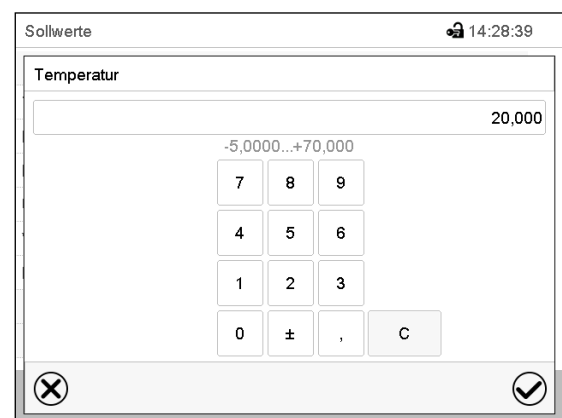 Sollwerte 14:28:39
Temperatur
20,000
-5,0000...+70,000
7 8 9
4 5 6
1 2 3
0 ± , C